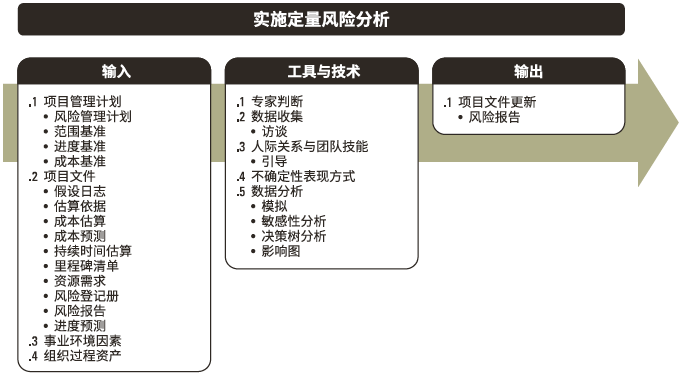 实施定量风险分析
输入
.1 项目管理计划
• 风险管理计划
• 范围基准
• 进度基准
• 成本基准
.2 项目文件
• 假设日志
• 估算依据
• 成本估算
• 成本预测
• 持续时间估算
• 里程碑清单
• 资源需求
• 风险登记册
• 风险报告
• 进度预测
.3 事业环境因素
.4 组织过程资产
工具与技术
.1 专家判断
.2 数据收集
• 访谈
.3 人际关系与团队技能
• 引导
.4 不确定性表现方式
.5 数据分析
• 模拟
• 敏感性分析
• 决策树分析
• 影响图
输出
.1 项目文件更新
• 风险报告